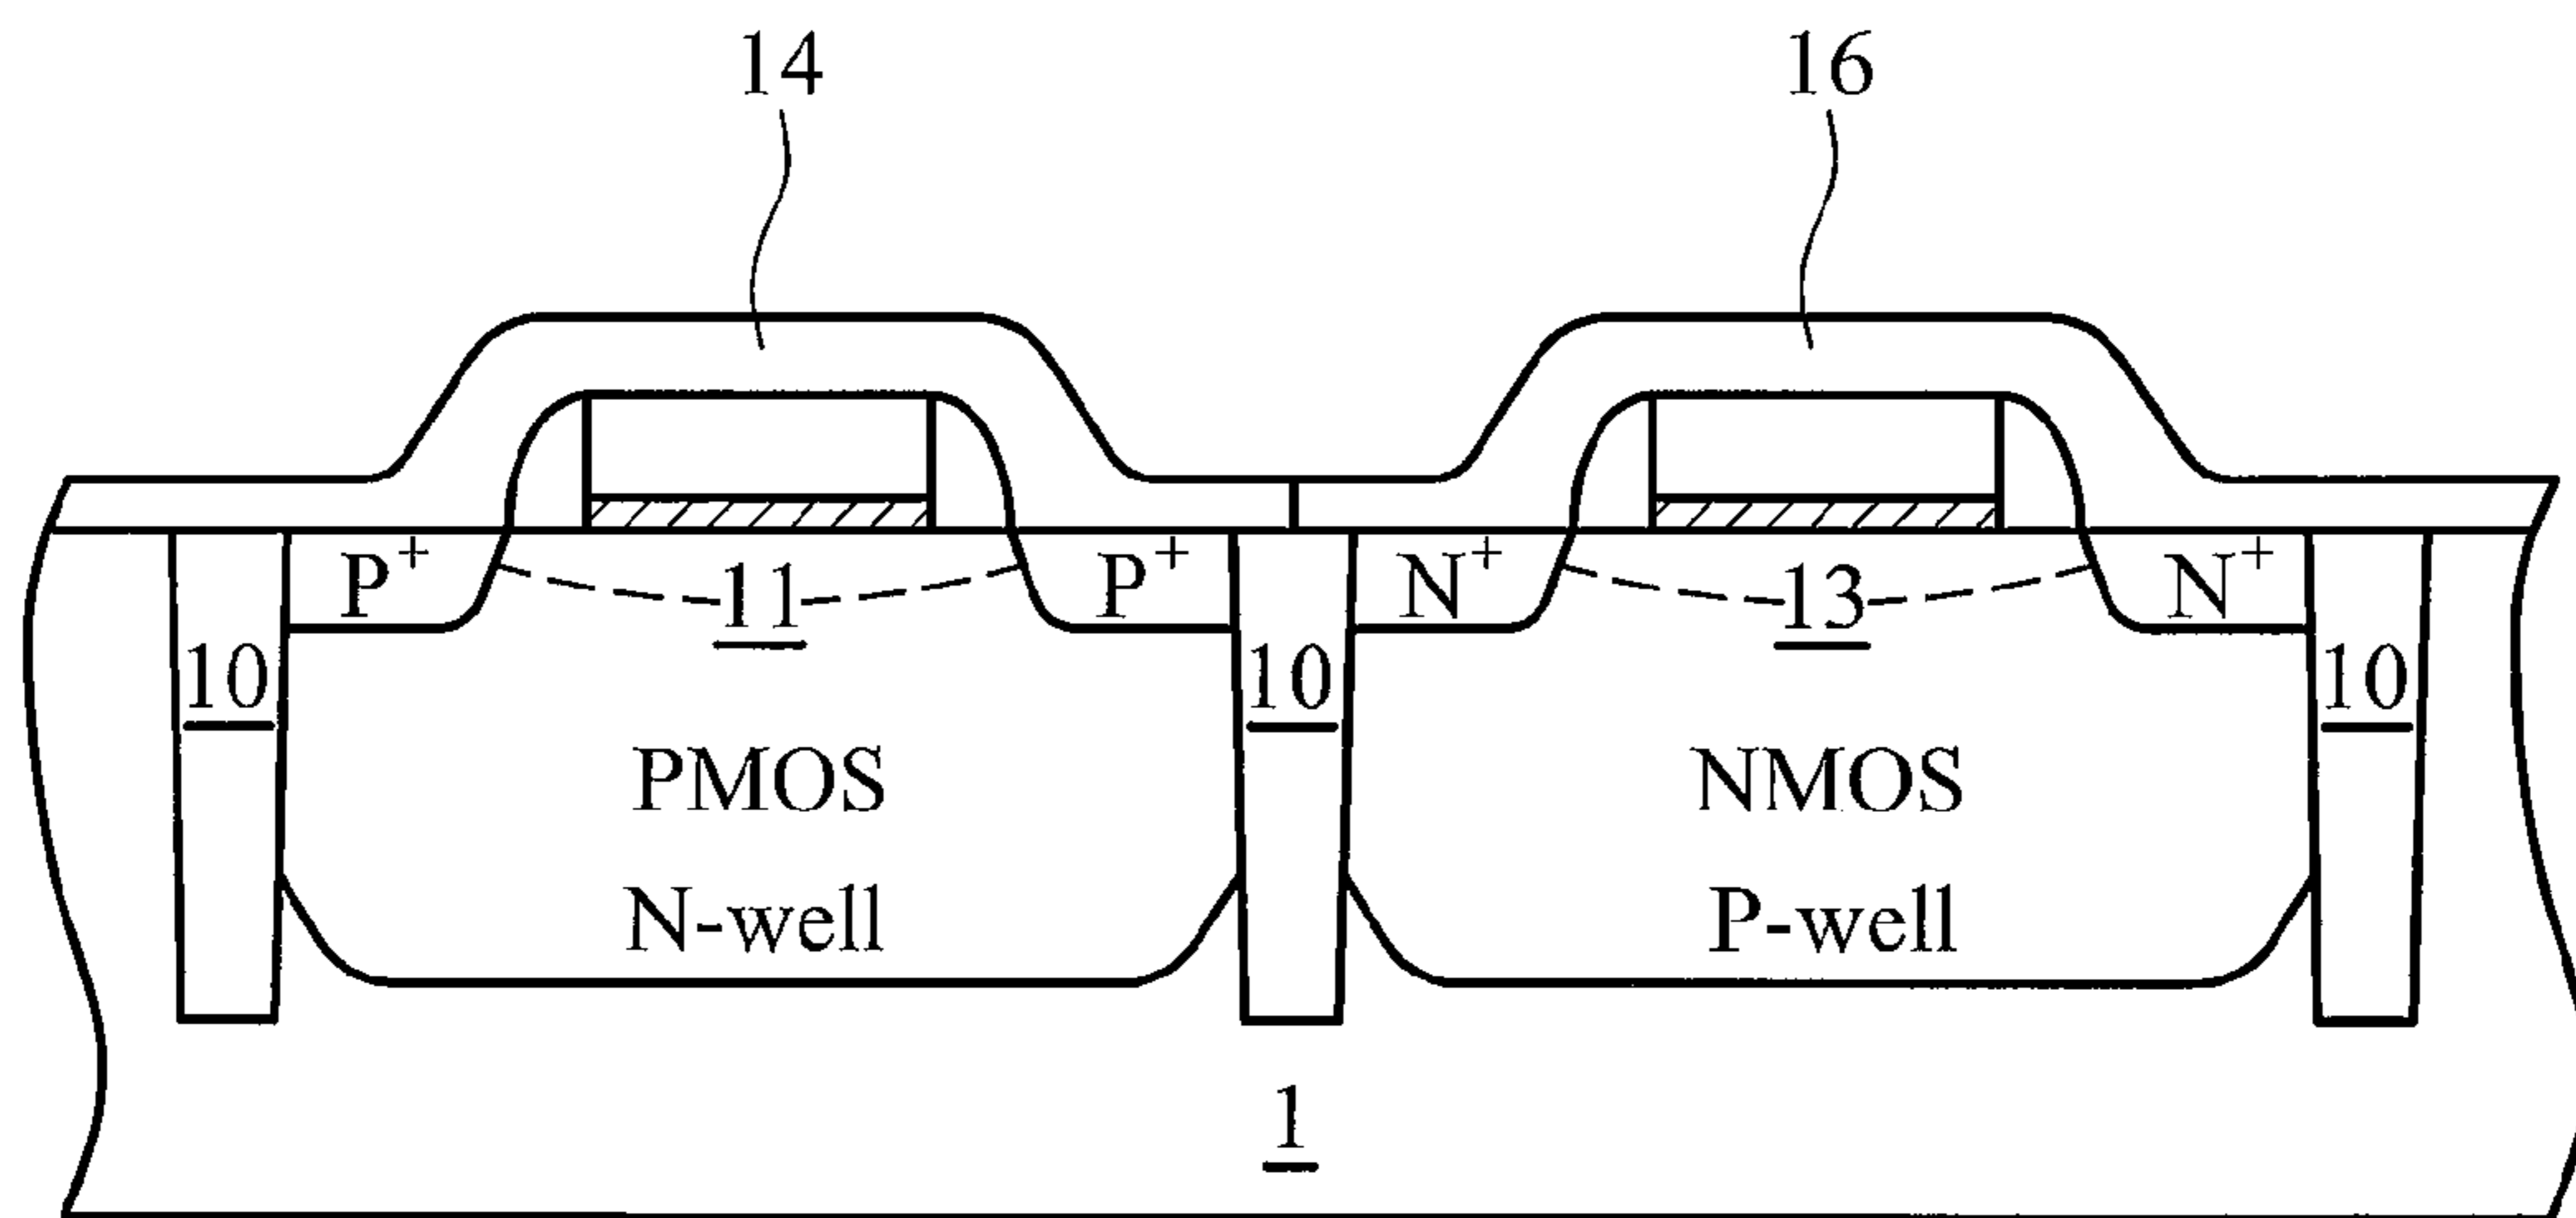 14 16
P⁺ 11 P⁺ N⁺ 13 N⁺
10 10 10
PMOS NMOS
N-well P-well
1